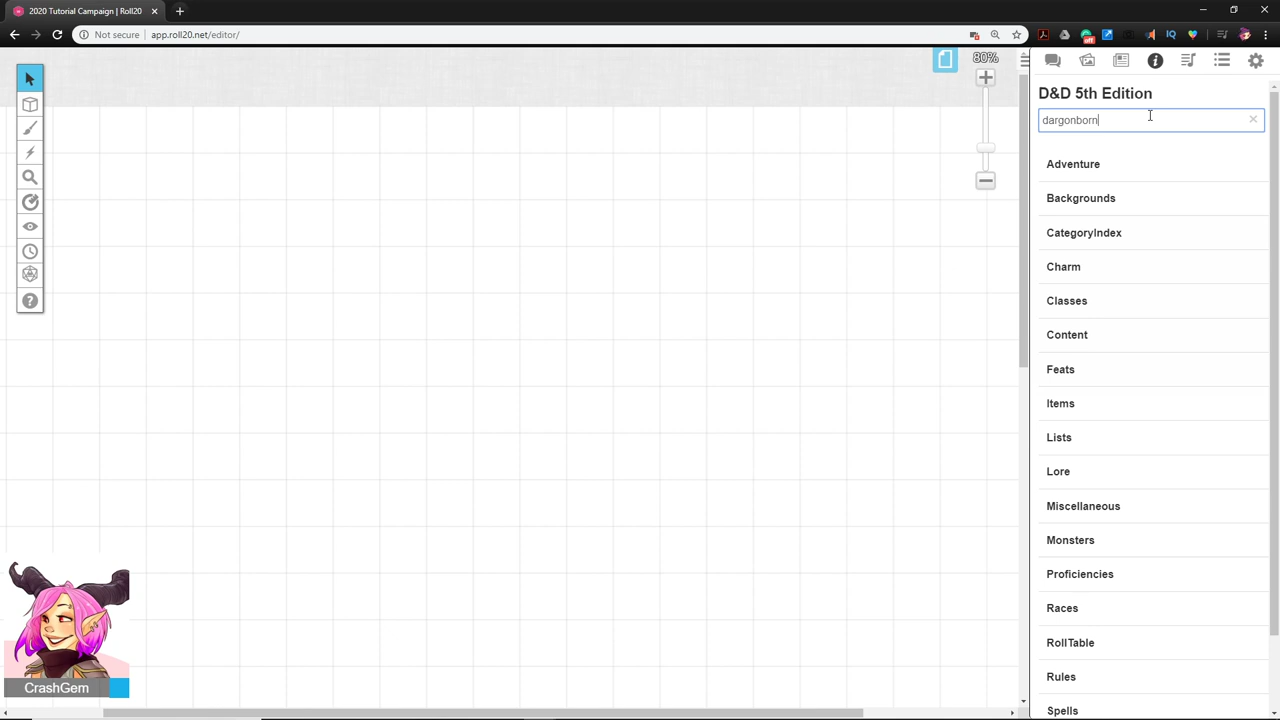 2020 Tutorial Campaign | Roll20
Not secure | app.roll20.net/editor/
80%
D&D 5th Edition
dargonborn
Adventure
Backgrounds
CategoryIndex
Charm
Classes
Content
Feats
Items
Lists
Lore
Miscellaneous
Monsters
Proficiencies
Races
RollTable
Rules
Spells
CrashGem